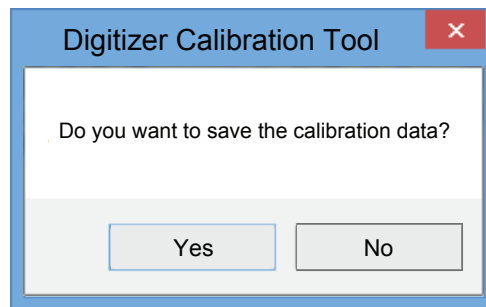 Digitizer Calibration Tool
Do you want to save the calibration data?
Yes
No